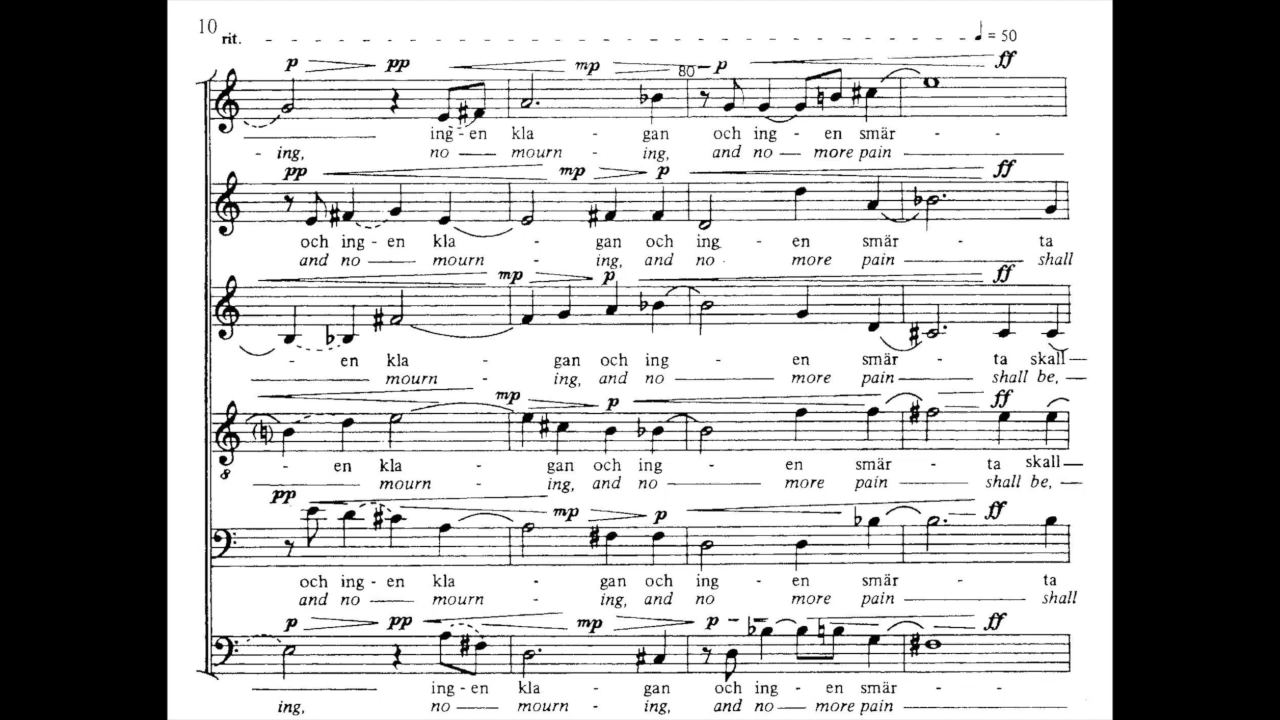 10
rit. ♩ = 50
p pp mp 80 p ff
ing - en kla - gan och ing - en smär - -
- ing, no mourn - ing, and no more pain
pp mp p ff
och ing - en kla - gan och ing - en smär - ta
and no mourn - ing, and no more pain shall
mp p ff
- en kla - gan och ing - en smär - ta skall
mourn - ing, and no more pain shall be,
mp p ff
8
- en kla - gan och ing - en smär - ta skall
mourn - ing, and no more pain shall be,
pp mp p ff
och ing - en kla - gan och ing - en smär - ta
and no mourn - ing, and no more pain shall
p pp mp p ff
ing - en kla - gan och ing - en smär - -
ing, no mourn - ing, and no more pain